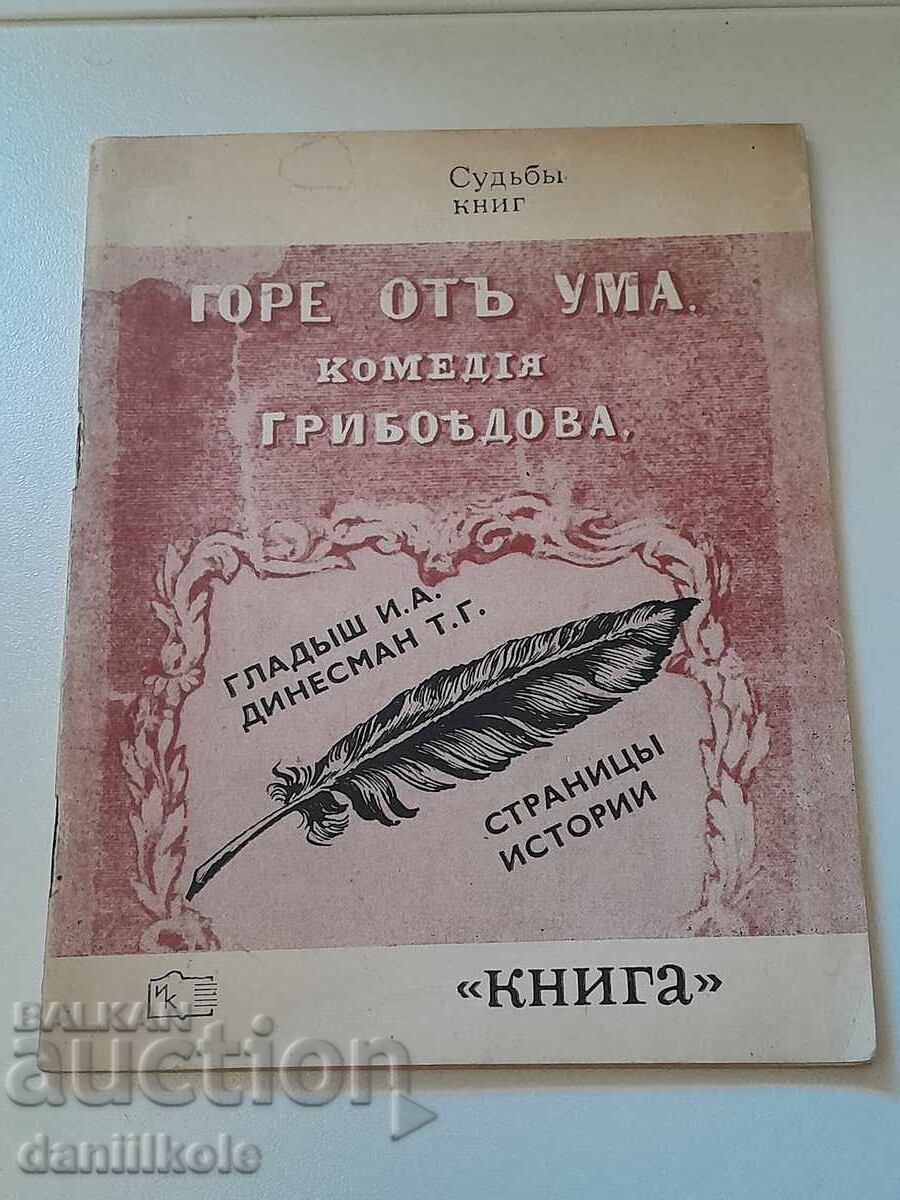 Судьбы
книг
ГОРЕ ОТЪ УМА.
КОМЕДІЯ
ГРИБОѢДОВА,
ГЛАДЫШ И.А.
ДИНЕСМАН Т.Г.
СТРАНИЦЫ
ИСТОРИИ
ИК
«КНИГА»
BALKAN
auction
daniilkole